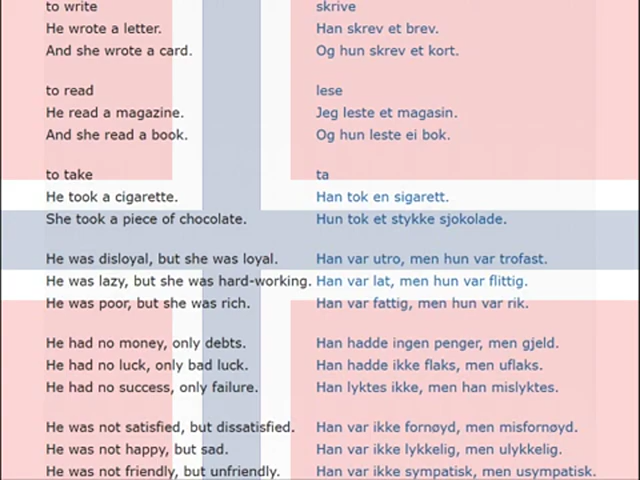 to write skrive
He wrote a letter. Han skrev et brev.
And she wrote a card. Og hun skrev et kort.
to read lese
He read a magazine. Jeg leste et magasin.
And she read a book. Og hun leste ei bok.
to take ta
He took a cigarette. Han tok en sigarett.
She took a piece of chocolate. Hun tok et stykke sjokolade.
He was disloyal, but she was loyal. Han var utro, men hun var trofast.
He was lazy, but she was hard-working. Han var lat, men hun var flittig.
He was poor, but she was rich. Han var fattig, men hun var rik.
He had no money, only debts. Han hadde ingen penger, men gjeld.
He had no luck, only bad luck. Han hadde ikke flaks, men uflaks.
He had no success, only failure. Han lyktes ikke, men han mislyktes.
He was not satisfied, but dissatisfied. Han var ikke fornøyd, men misfornøyd.
He was not happy, but sad. Han var ikke lykkelig, men ulykkelig.
He was not friendly, but unfriendly. Han var ikke sympatisk, men usympatisk.